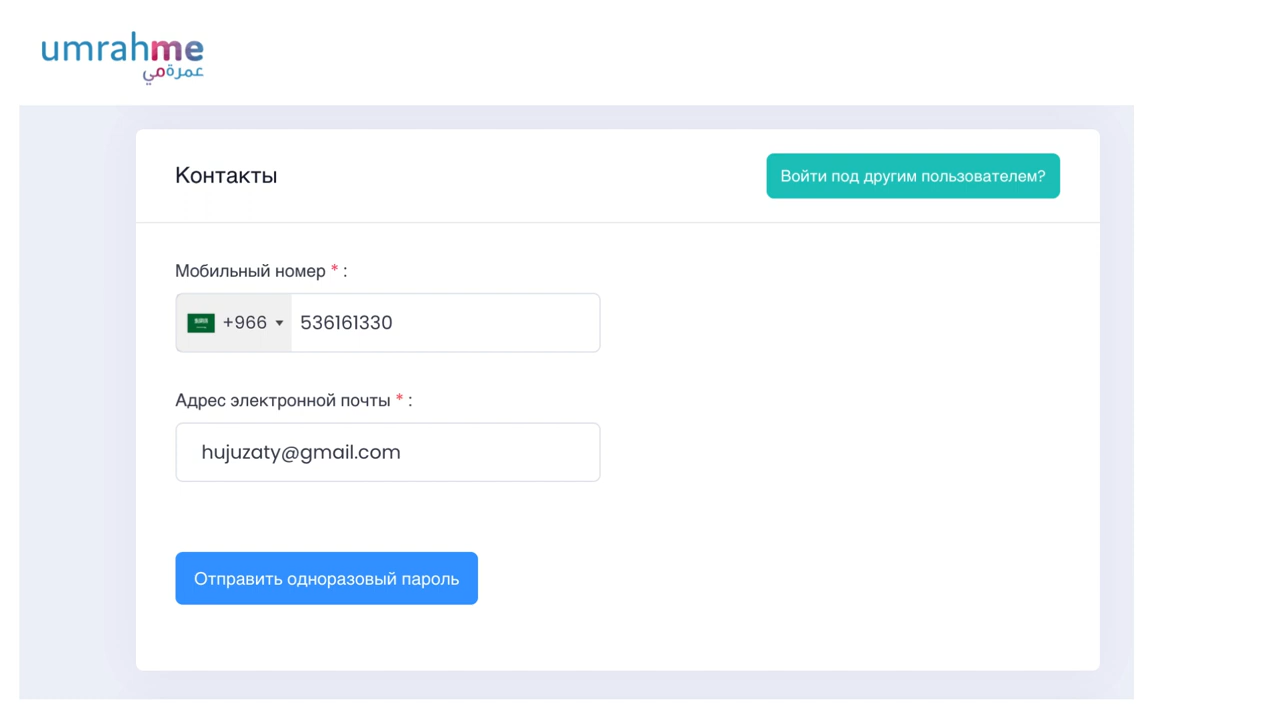 umrahme
عمرةمي
Контакты
Войти под другим пользователем?
Мобильный номер * :
+966 536161330
Адрес электронной почты * :
hujuzaty@gmail.com
Отправить одноразовый пароль